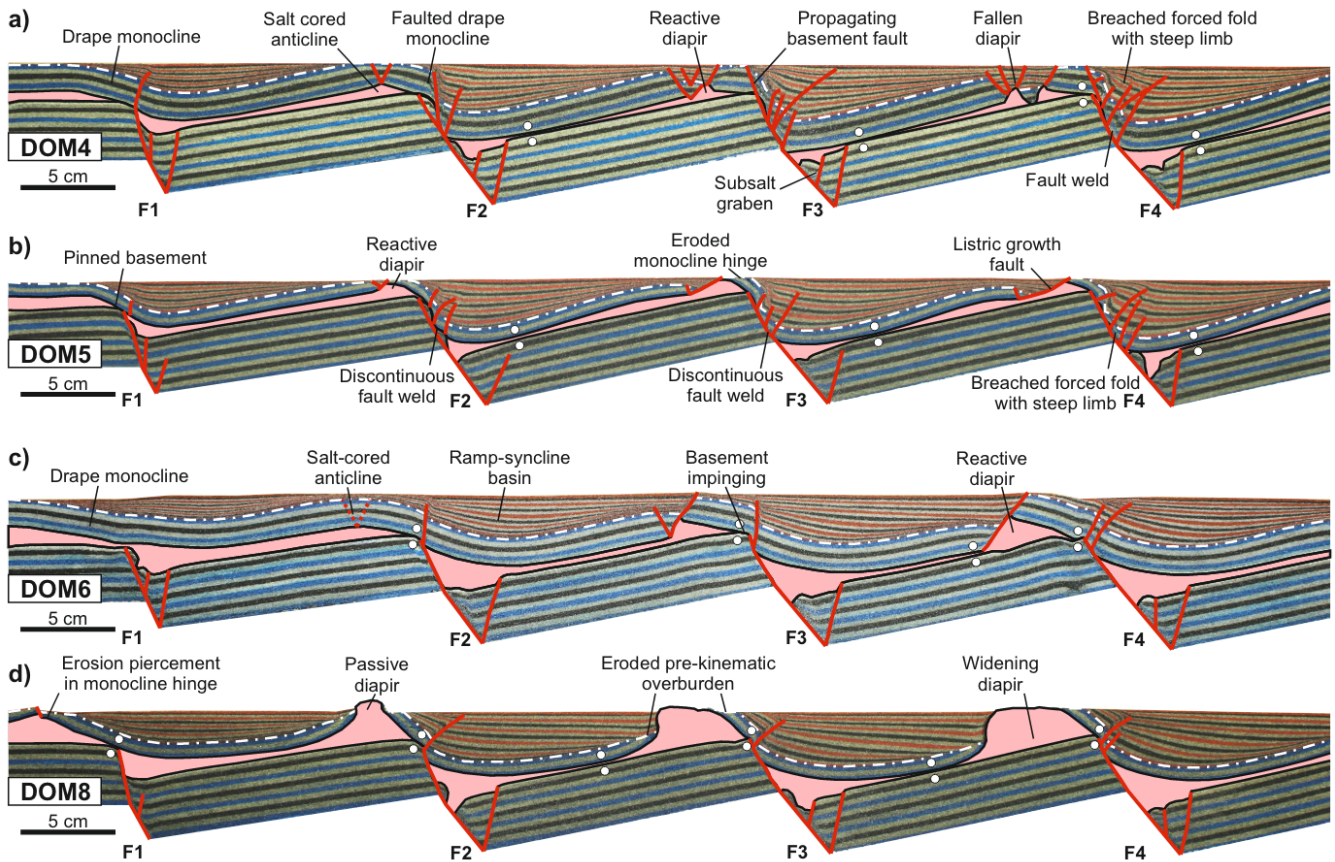 a)
Drape monocline
Salt cored
anticline
Faulted drape
monocline
Reactive
diapir
Propagating
basement fault
Fallen
diapir
Breached forced fold
with steep limb
DOM4
5 cm
Subsalt
graben
Fault weld
F1
F2
F3
F4
b)
Pinned basement
Reactive
diapir
Eroded
monocline hinge
Listric growth
fault
DOM5
5 cm
Discontinuous
fault weld
Discontinuous
fault weld
Breached forced fold
with steep limb
F1
F2
F3
F4
c)
Drape monocline
Salt-cored
anticline
Ramp-syncline
basin
Basement
impinging
Reactive
diapir
DOM6
5 cm
F1
F2
F3
F4
d)
Erosion piercement
in monocline hinge
Passive
diapir
Eroded pre-kinematic
overburden
Widening
diapir
DOM8
5 cm
F1
F2
F3
F4